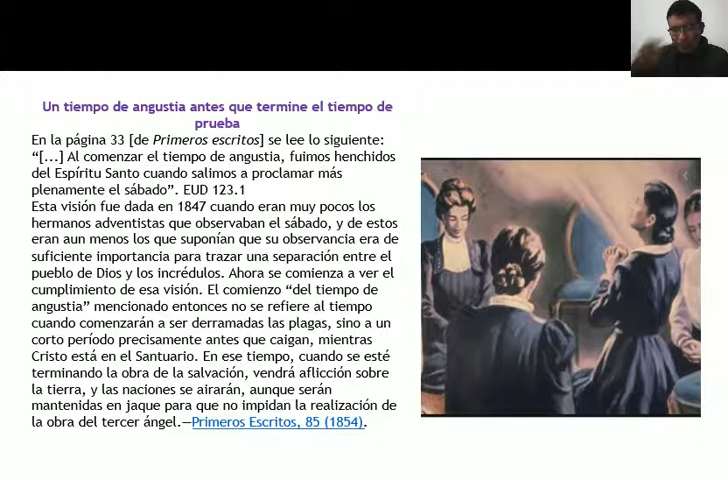 Un tiempo de angustia antes que termine el tiempo de
prueba
En la página 33 [de Primeros escritos] se lee lo siguiente:
“[...] Al comenzar el tiempo de angustia, fuimos henchidos
del Espíritu Santo cuando salimos a proclamar más
plenamente el sábado”. EUD 123.1
Esta visión fue dada en 1847 cuando eran muy pocos los
hermanos adventistas que observaban el sábado, y de estos
eran aun menos los que suponían que su observancia era de
suficiente importancia para trazar una separación entre el
pueblo de Dios y los incrédulos. Ahora se comienza a ver el
cumplimiento de esa visión. El comienzo “del tiempo de
angustia” mencionado entonces no se refiere al tiempo
cuando comenzarán a ser derramadas las plagas, sino a un
corto período precisamente antes que caigan, mientras
Cristo está en el Santuario. En ese tiempo, cuando se esté
terminando la obra de la salvación, vendrá aflicción sobre
la tierra, y las naciones se airarán, aunque serán
mantenidas en jaque para que no impidan la realización de
la obra del tercer ángel.—Primeros Escritos, 85 (1854).